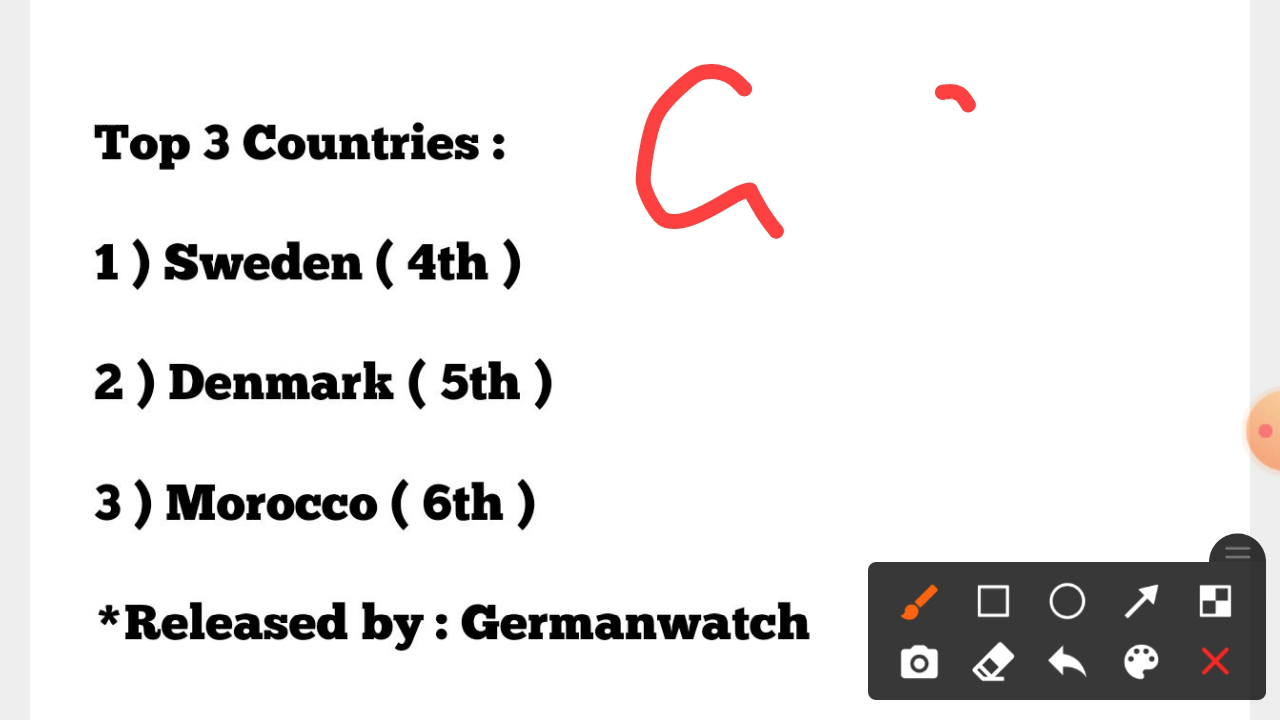 Top 3 Countries :
1 ) Sweden ( 4th )
2 ) Denmark ( 5th )
3 ) Morocco ( 6th )
*Released by : Germanwatch